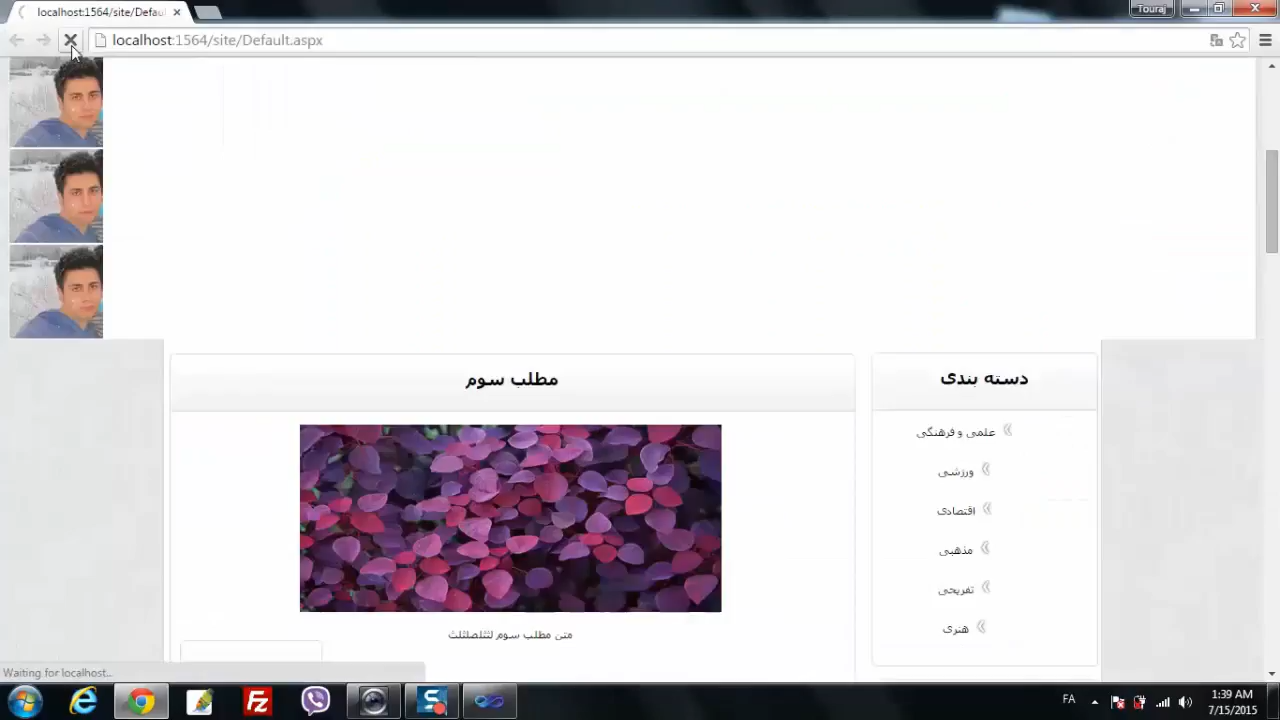 localhost:1564/site/Defau
Touraj
localhost:1564/site/Default.aspx
مطلب سوم
دسته بندی
علمی و فرهنگی
ورزشی
اقتصادی
مذهبی
تفریحی
هنری
متن مطلب سوم لثثلصلثلث
Waiting for localhost...
FA
1:39 AM
7/15/2015